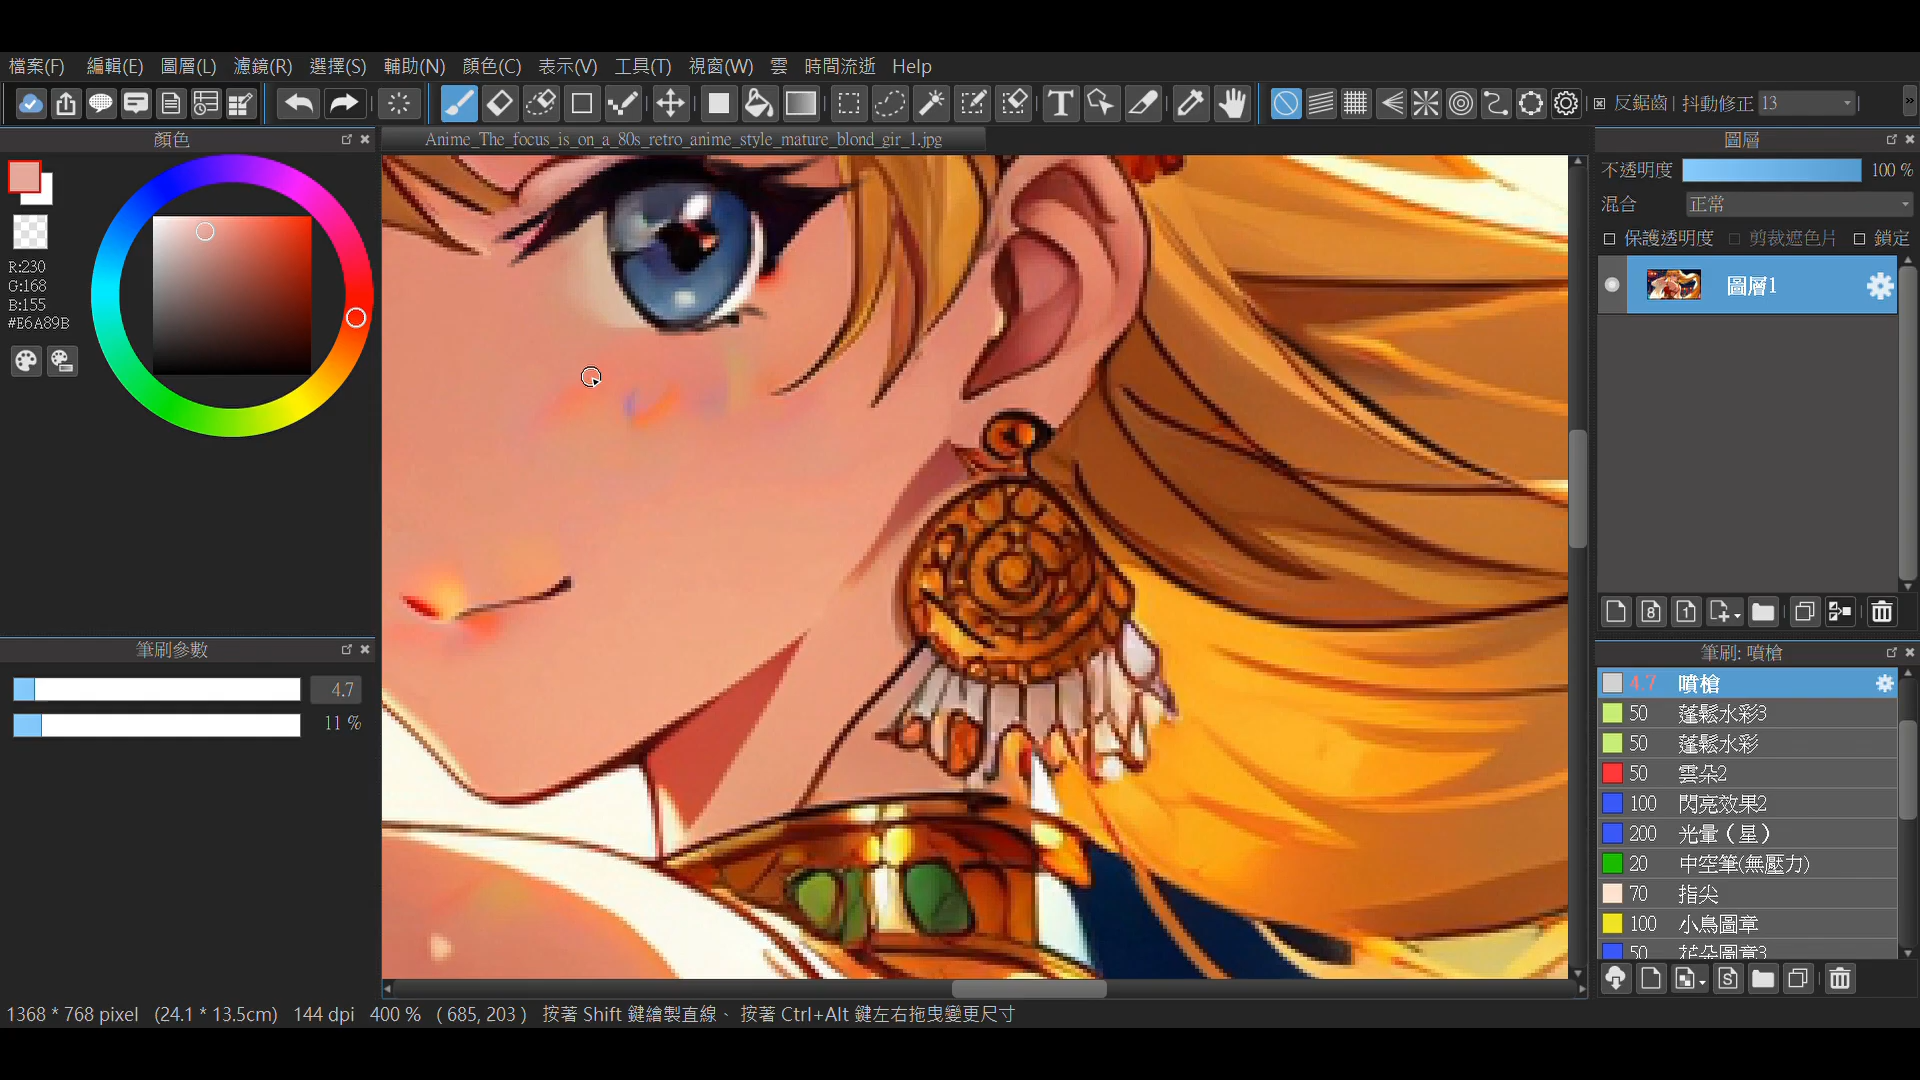 檔案(F) 編輯(E) 圖層(L) 濾鏡(R) 選擇(S) 輔助(N) 顏色(C) 表示(V) 工具(T) 視窗(W) 雲 時間流逝 Help
反鋸齒 抖動修正 13
顏色
R:230
G:168
B:155
#E6A89B
筆刷參數
4.7
11 %
Anime_The_focus_is_on_a_80s_retro_anime_style_mature_blond_gir_1.jpg
圖層
不透明度 100 %
混合 正常
保護透明度 剪裁遮色片 鎖定
圖層1
筆刷: 噴槍
4.7 噴槍
50 蓬鬆水彩3
50 蓬鬆水彩
50 雲朵2
100 閃亮效果2
200 光暈（星）
20 中空筆(無壓力)
70 指尖
100 小鳥圖章
50 花朵圖章3
1368 * 768 pixel (24.1 * 13.5cm) 144 dpi 400 % ( 685, 203 ) 按著 Shift 鍵繪製直線、 按著 Ctrl+Alt 鍵左右拖曳變更尺寸